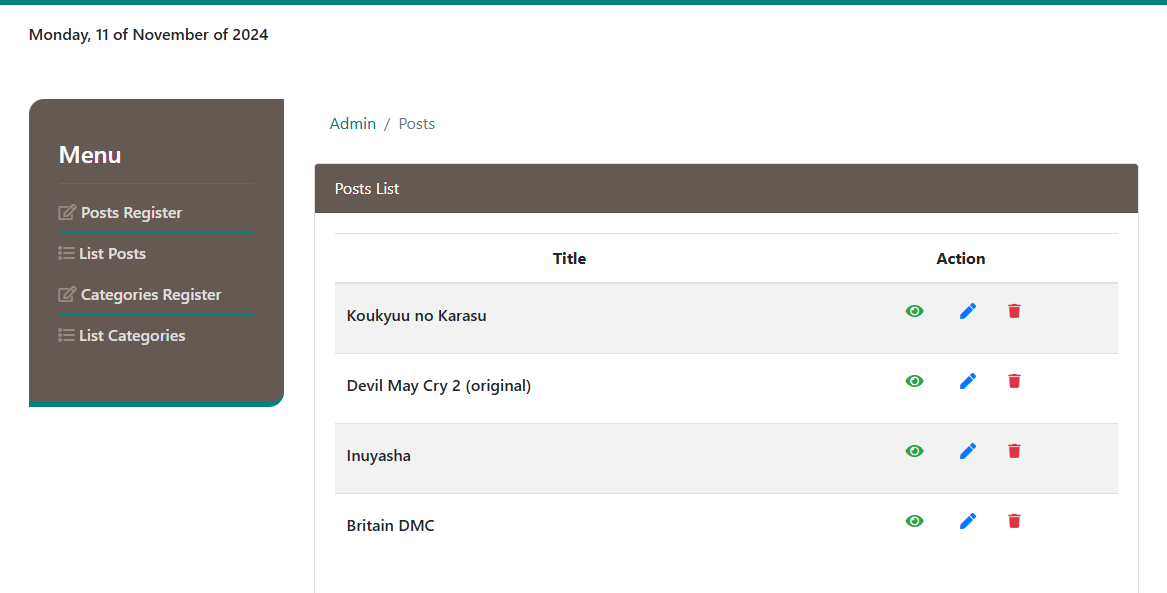 Monday, 11 of November of 2024
Menu
Posts Register
List Posts
Categories Register
List Categories
Admin / Posts
Posts List
Title Action
Koukyuu no Karasu
Devil May Cry 2 (original)
Inuyasha
Britain DMC